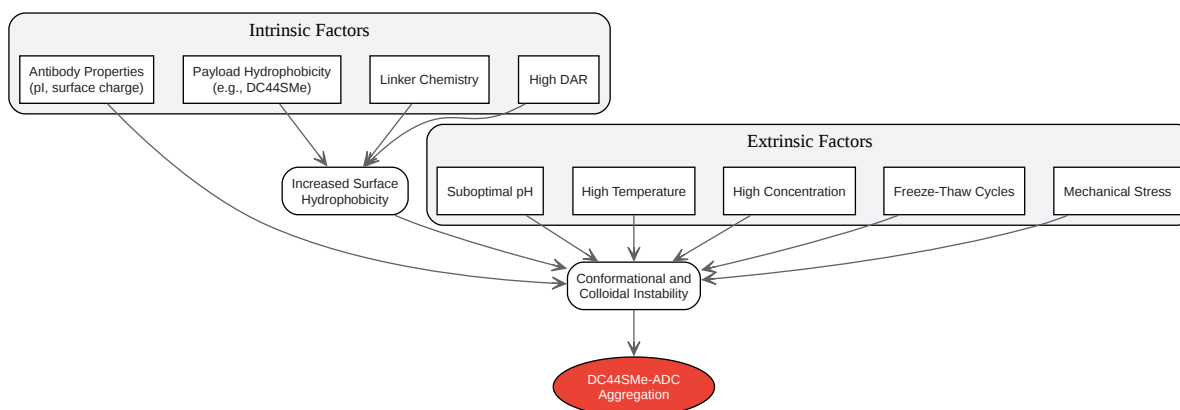 Intrinsic Factors
Antibody Properties
(pI, surface charge)
Payload Hydrophobicity
(e.g., DC44SMe)
Linker Chemistry
High DAR
Extrinsic Factors
Increased Surface
Hydrophobicity
Suboptimal pH
High Temperature
High Concentration
Freeze-Thaw Cycles
Mechanical Stress
Conformational and
Colloidal Instability
DC44SMe-ADC
Aggregation